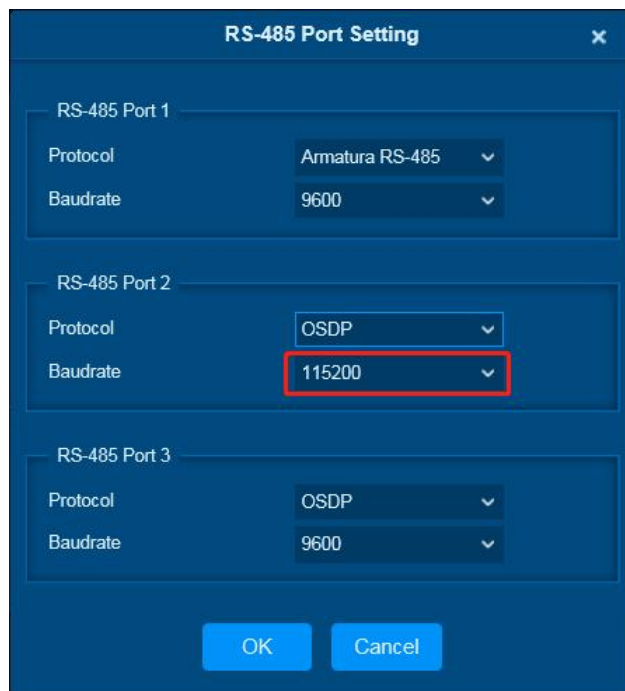 RS-485 Port Setting ×
RS-485 Port 1
Protocol Armatura RS-485
Baudrate 9600
RS-485 Port 2
Protocol OSDP
Baudrate 115200
RS-485 Port 3
Protocol OSDP
Baudrate 9600
OK Cancel